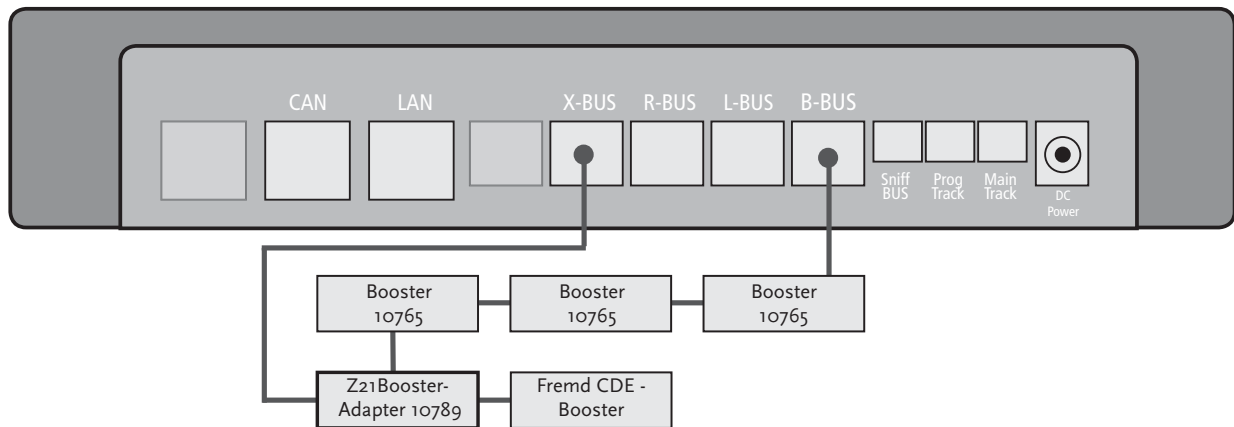 CAN LAN X-BUS R-BUS L-BUS B-BUS
Sniff BUS
Prog Track
Main Track
DC Power
Booster
10765
Booster
10765
Booster
10765
Z21Booster-
Adapter 10789
Fremd CDE -
Booster